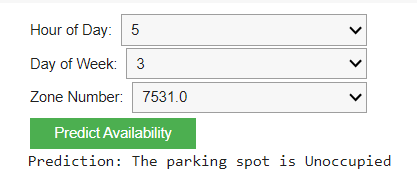 Hour of Day: 5
Day of Week: 3
Zone Number: 7531.0
Predict Availability
Prediction: The parking spot is Unoccupied